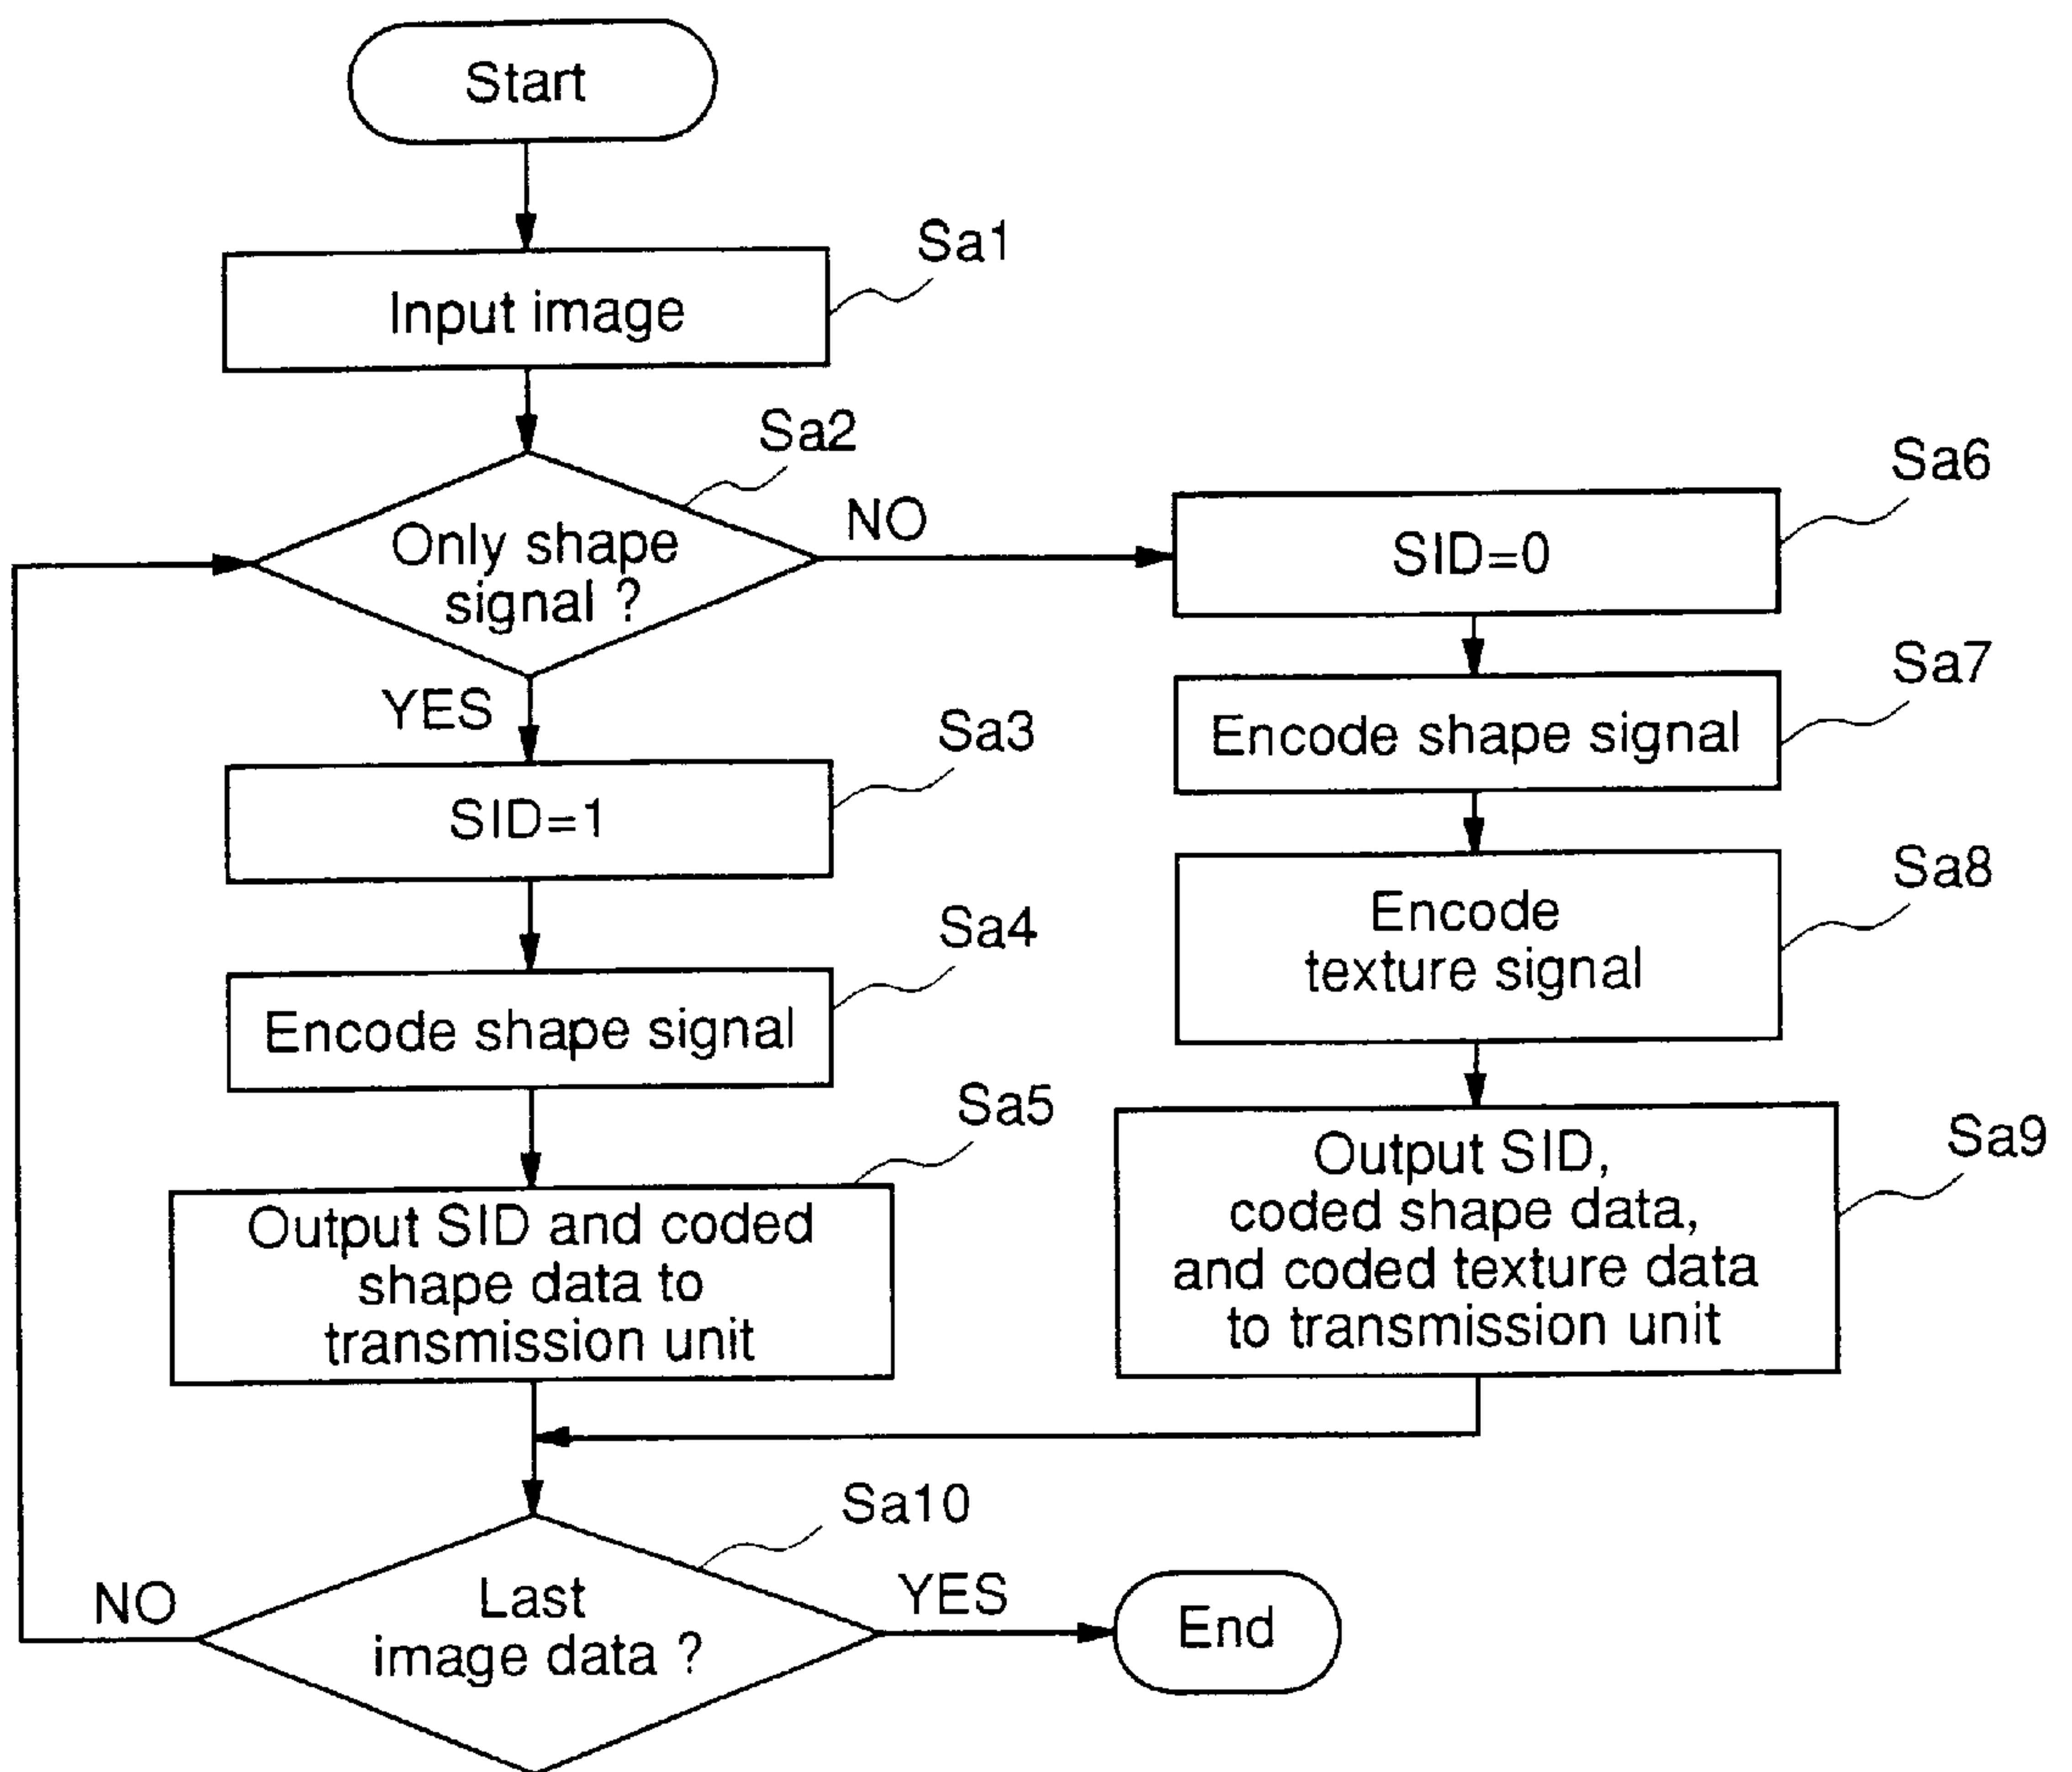 Start
Sa1
Input image
Sa2
Only shape
signal ?
NO
YES
Sa6
SID=0
Sa7
Encode shape signal
Sa3
SID=1
Sa8
Encode
texture signal
Sa4
Encode shape signal
Sa5
Output SID and coded
shape data to
transmission unit
Sa9
Output SID,
coded shape data,
and coded texture data
to transmission unit
Sa10
Last
image data ?
NO
YES
End